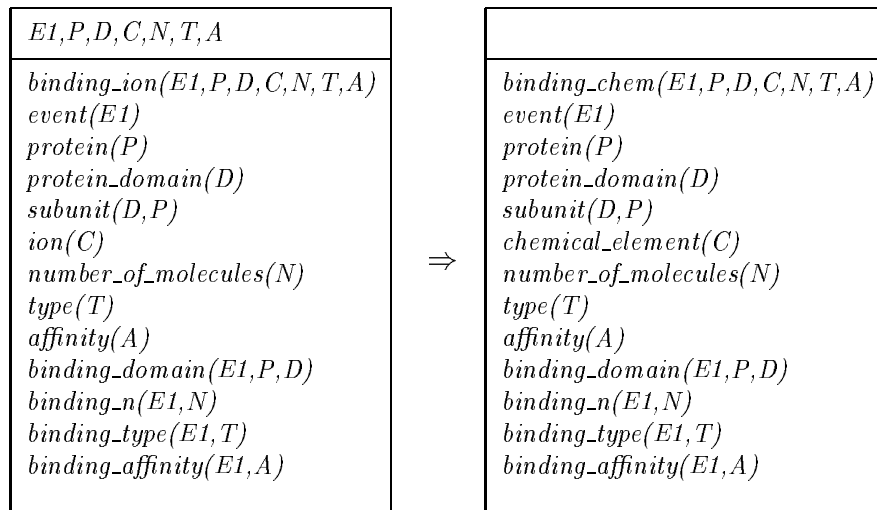 E1,P,D,C,N,T,A
binding_ion(E1,P,D,C,N,T,A)
event(E1)
protein(P)
protein_domain(D)
subunit(D,P)
ion(C)
number_of_molecules(N)
type(T)
affinity(A)
binding_domain(E1,P,D)
binding_n(E1,N)
binding_type(E1,T)
binding_affinity(E1,A)
⇒
binding_chem(E1,P,D,C,N,T,A)
event(E1)
protein(P)
protein_domain(D)
subunit(D,P)
chemical_element(C)
number_of_molecules(N)
type(T)
affinity(A)
binding_domain(E1,P,D)
binding_n(E1,N)
binding_type(E1,T)
binding_affinity(E1,A)